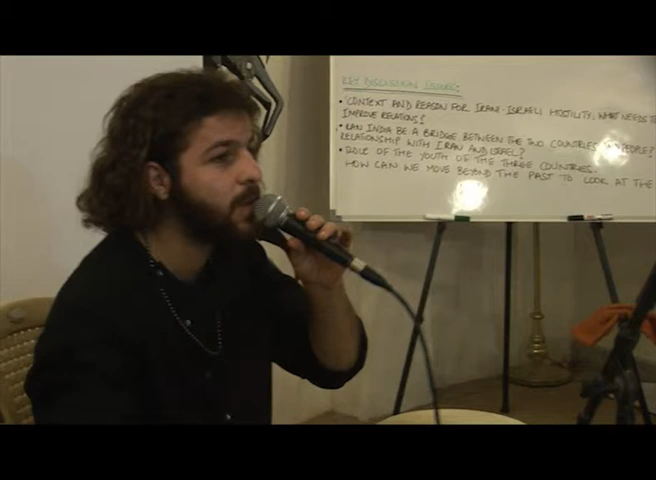 KEY DISCUSSION ISSUES:
• CONTEXT AND REASON FOR IRANI-ISRAELI HOSTILITY. WHAT NEEDS T
IMPROVE RELATIONS?
• CAN INDIA BE A BRIDGE BETWEEN THE TWO COUNTRIES PEOPLE?
RELATIONSHIP WITH IRAN AND ISRAEL?
• ROLE OF THE YOUTH OF THE THREE COUNTRIES.
HOW CAN WE MOVE BEYOND THE PAST TO LOOK AT THE